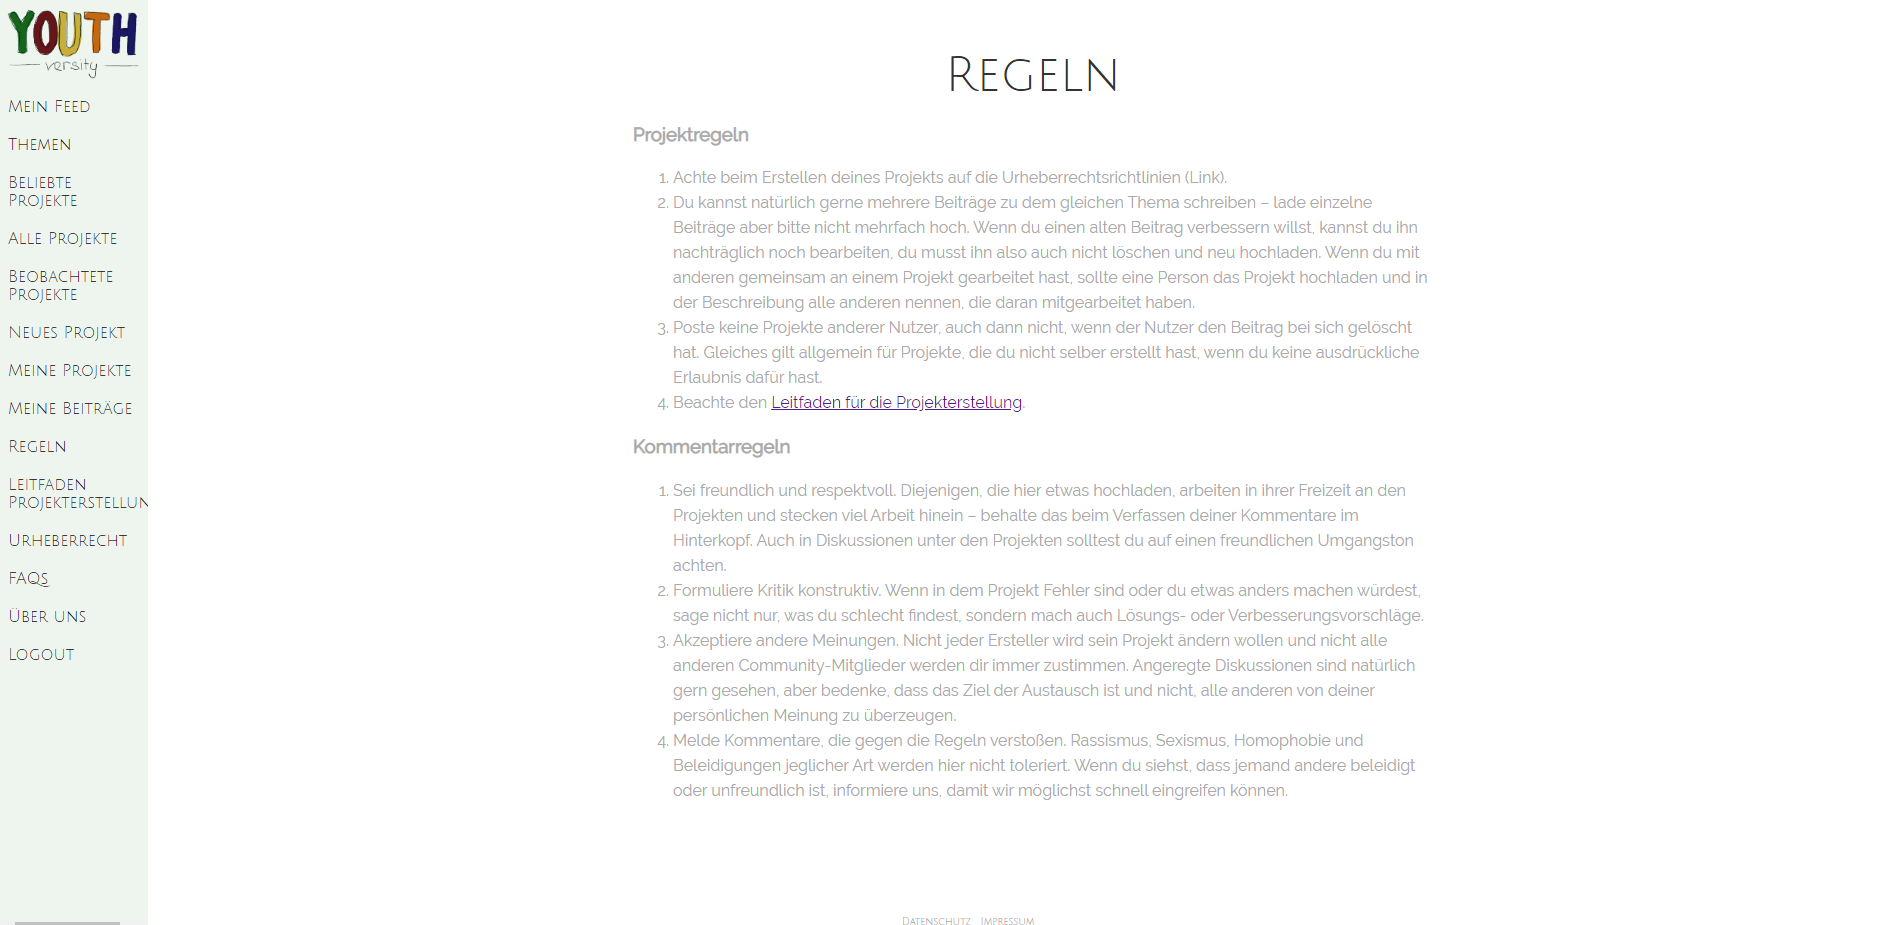 YOUTH
versity
Mein Feed
Themen
Beliebte
Projekte
Alle Projekte
Beobachtete
Projekte
Neues Projekt
Meine Projekte
Meine Beiträge
Regeln
Leitfaden
Projekterstellun
Urheberrecht
FAQs
Über uns
Logout
Regeln
Projektregeln
1. Achte beim Erstellen deines Projekts auf die Urheberrechtsrichtlinien (Link).
2. Du kannst natürlich gerne mehrere Beiträge zu dem gleichen Thema schreiben – lade einzelne
Beiträge aber bitte nicht mehrfach hoch. Wenn du einen alten Beitrag verbessern willst, kannst du ihn
nachträglich noch bearbeiten, du musst ihn also auch nicht löschen und neu hochladen. Wenn du mit
anderen gemeinsam an einem Projekt gearbeitet hast, sollte eine Person das Projekt hochladen und in
der Beschreibung alle anderen nennen, die daran mitgearbeitet haben.
3. Poste keine Projekte anderer Nutzer, auch dann nicht, wenn der Nutzer den Beitrag bei sich gelöscht
hat. Gleiches gilt allgemein für Projekte, die du nicht selber erstellt hast, wenn du keine ausdrückliche
Erlaubnis dafür hast.
4. Beachte den Leitfaden für die Projekterstellung.
Kommentarregeln
1. Sei freundlich und respektvoll. Diejenigen, die hier etwas hochladen, arbeiten in ihrer Freizeit an den
Projekten und stecken viel Arbeit hinein – behalte das beim Verfassen deiner Kommentare im
Hinterkopf. Auch in Diskussionen unter den Projekten solltest du auf einen freundlichen Umgangston
achten.
2. Formuliere Kritik konstruktiv. Wenn in dem Projekt Fehler sind oder du etwas anders machen würdest,
sage nicht nur, was du schlecht findest, sondern mach auch Lösungs- oder Verbesserungsvorschläge.
3. Akzeptiere andere Meinungen. Nicht jeder Ersteller wird sein Projekt ändern wollen und nicht alle
anderen Community-Mitglieder werden dir immer zustimmen. Angeregte Diskussionen sind natürlich
gern gesehen, aber bedenke, dass das Ziel der Austausch ist und nicht, alle anderen von deiner
persönlichen Meinung zu überzeugen.
4. Melde Kommentare, die gegen die Regeln verstoßen. Rassismus, Sexismus, Homophobie und
Beleidigungen jeglicher Art werden hier nicht toleriert. Wenn du siehst, dass jemand andere beleidigt
oder unfreundlich ist, informiere uns, damit wir möglichst schnell eingreifen können.
Datenschutz Impressum